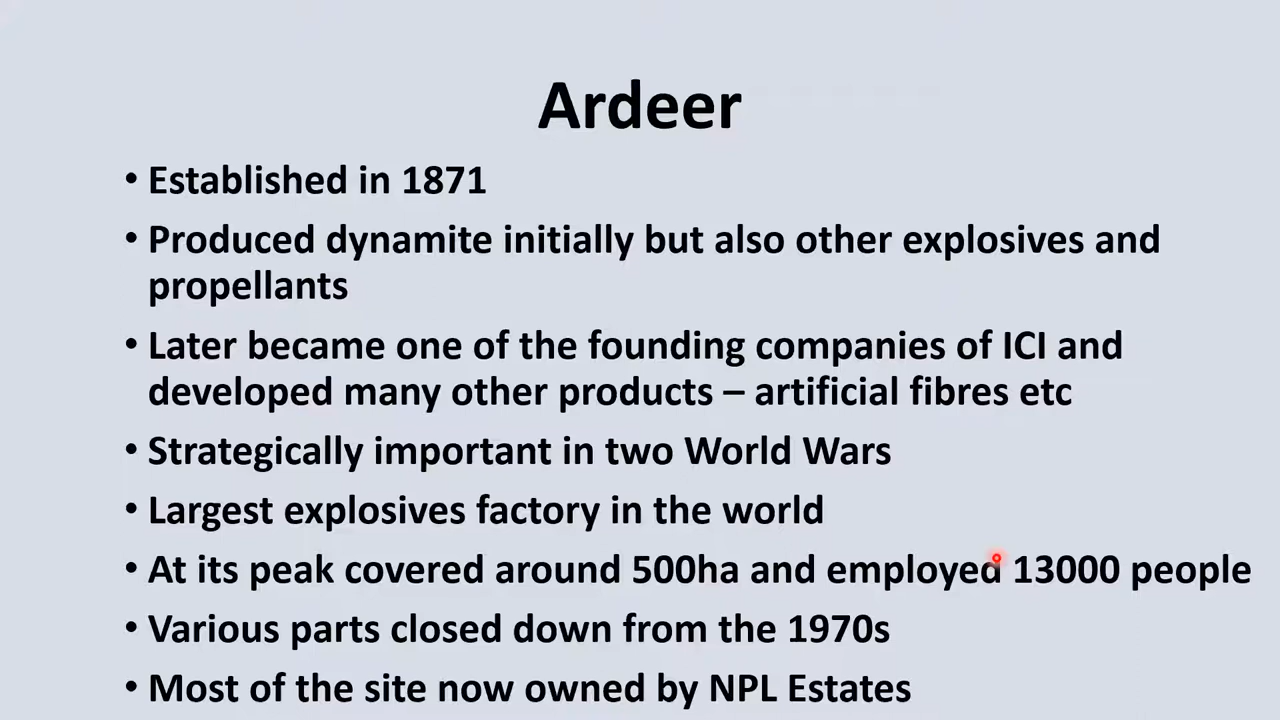 Ardeer
• Established in 1871
• Produced dynamite initially but also other explosives and
propellants
• Later became one of the founding companies of ICI and
developed many other products – artificial fibres etc
• Strategically important in two World Wars
• Largest explosives factory in the world
• At its peak covered around 500ha and employed 13000 people
• Various parts closed down from the 1970s
• Most of the site now owned by NPL Estates